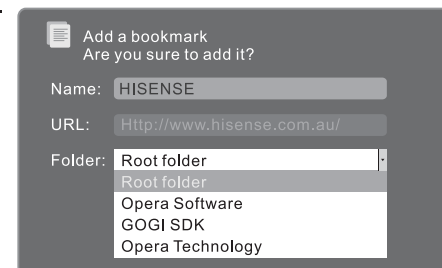 Add a bookmark
Are you sure to add it?
Name: HISENSE
URL: Http://www.hisense.com.au/
Folder: Root folder
Root folder
Opera Software
GOGI SDK
Opera Technology